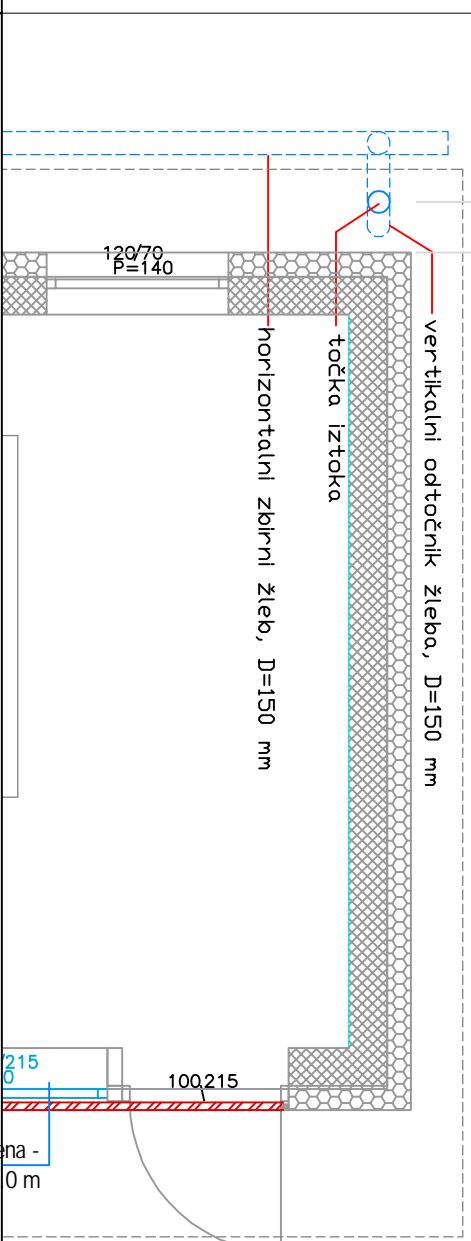 120/70
P=140
vertikalni odtočnik žleba, D=150 mm
točka iztoka
horizontalni zbirni žleb, D=150 mm
/215
0
100,215
ena -
0 m